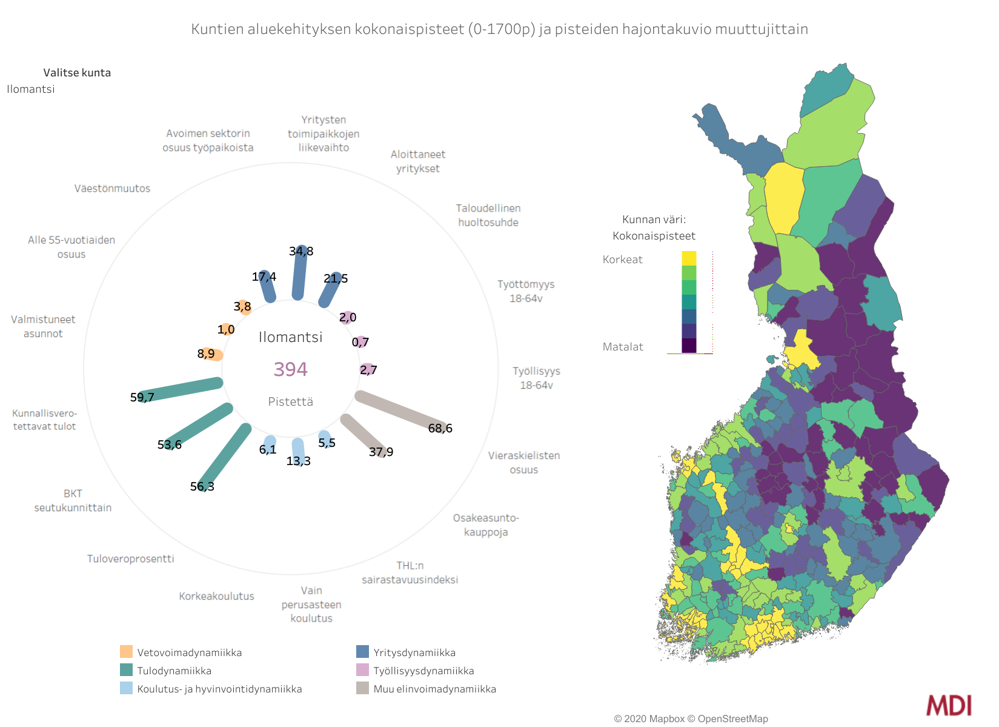 Kuntien aluekehityksen kokonaispisteet (0-1700p) ja pisteiden hajontakuvio muuttujittain
Valitse kunta
Ilomantsi
Yritysten
toimipaikkojen
liikevaihto
Avoimen sektorin
osuus työpaikoista
Aloittaneet
yritykset
Väestönmuutos
Taloudellinen
huoltosuhde
Alle 55-vuotiaiden
osuus
Työttömyys
18-64v
Valmistuneet
asunnot
Työllisyys
18-64v
Kunnallisvero-
tettavat tulot
Vieraskielisten
osuus
BKT
seutukunnittain
Osakeasunto-
kauppoja
Tuloveroprosentti
THL:n
sairastavuusindeksi
Korkeakoulutus
Vain
perusasteen
koulutus
34,8
17,4
21,5
3,8
2,0
1,0
0,7
8,9
2,7
59,7
68,6
53,6
37,9
56,3
6,1
13,3
5,5
Ilomantsi
394
Pistettä
Vetovoimadynamiikka
Tulodynamiikka
Koulutus- ja hyvinvointidynamiikka
Yritysdynamiikka
Työllisyysdynamiikka
Muu elinvoimadynamiikka
Kunnan väri:
Kokonaispisteet
Korkeat
Matalat
MDI
© 2020 Mapbox © OpenStreetMap